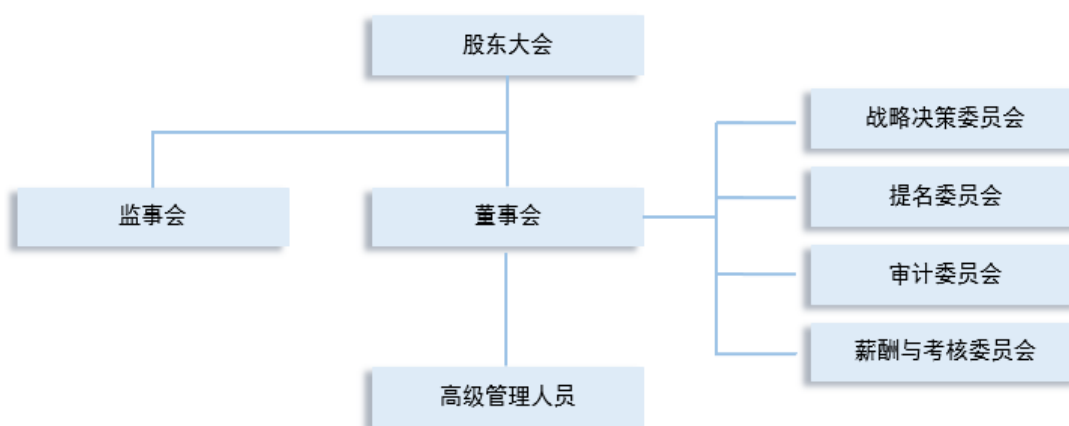 股东大会
战略决策委员会
提名委员会
监事会
董事会
审计委员会
薪酬与考核委员会
高级管理人员